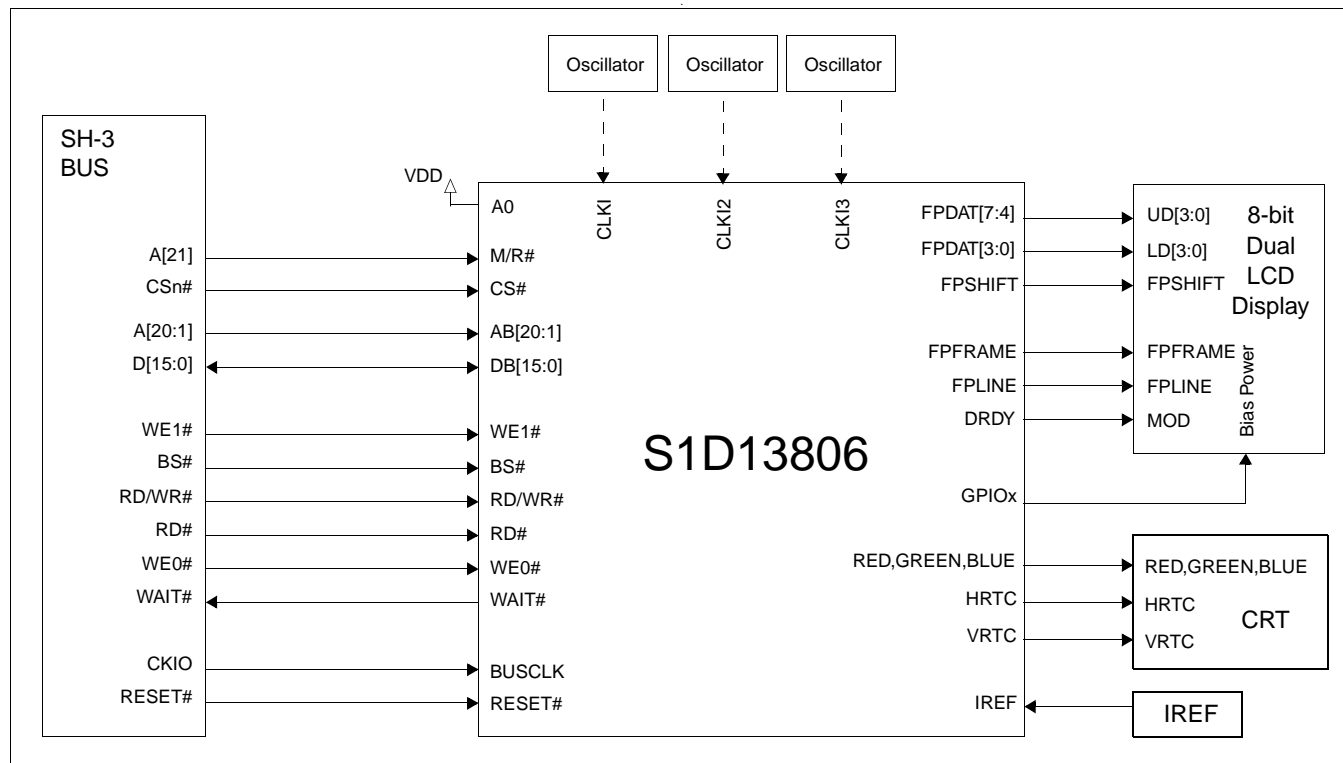 Oscillator
Oscillator
Oscillator
SH-3
BUS
VDD
A0
CLKI
CLKI2
CLKI3
A[21]
M/R#
CSn#
CS#
A[20:1]
AB[20:1]
D[15:0]
DB[15:0]
WE1#
WE1#
BS#
BS#
RD/WR#
RD/WR#
RD#
RD#
WE0#
WE0#
WAIT#
WAIT#
CKIO
BUSCLK
RESET#
RESET#
S1D13806
FPDAT[7:4]
FPDAT[3:0]
FPSHIFT
FPFRAME
FPLINE
DRDY
GPIOx
RED,GREEN,BLUE
HRTC
VRTC
IREF
UD[3:0]
LD[3:0]
FPSHIFT
FPFRAME
FPLINE
MOD
8-bit
Dual
LCD
Display
Bias Power
RED,GREEN,BLUE
HRTC
VRTC
CRT
IREF